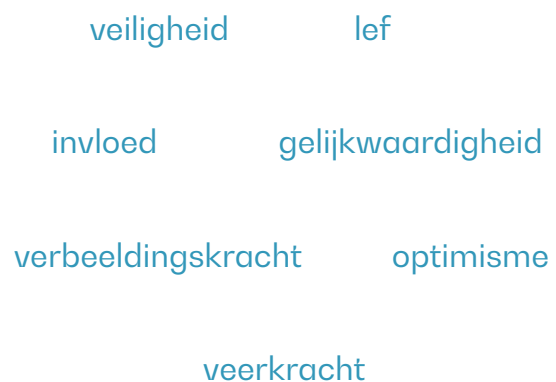 veiligheid lef
invloed gelijkwaardigheid
verbeeldingskracht optimisme
veerkracht